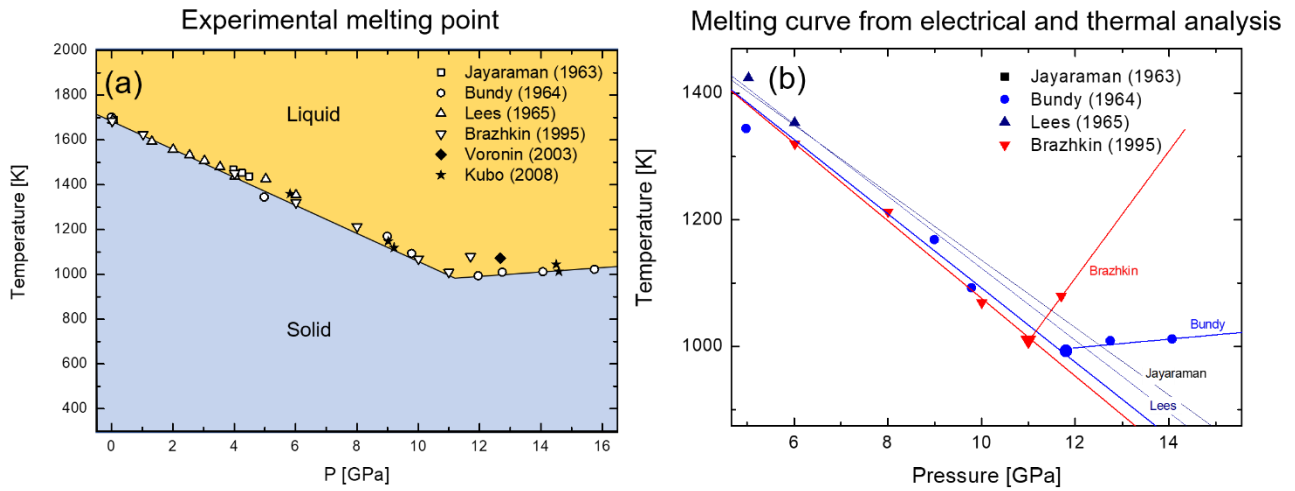 Experimental melting point
(a)
Temperature [K]
2000
1800
1600
1400
1200
1000
800
600
400
Liquid
Solid
Jayaraman (1963)
Bundy (1964)
Lees (1965)
Brazhkin (1995)
Voronin (2003)
Kubo (2008)
0 2 4 6 8 10 12 14 16
P [GPa]
Melting curve from electrical and thermal analysis
(b)
Temperature [K]
1400
1200
1000
Jayaraman (1963)
Bundy (1964)
Lees (1965)
Brazhkin (1995)
Brazhkin
Bundy
Jayaraman
Lees
6 8 10 12 14
Pressure [GPa]